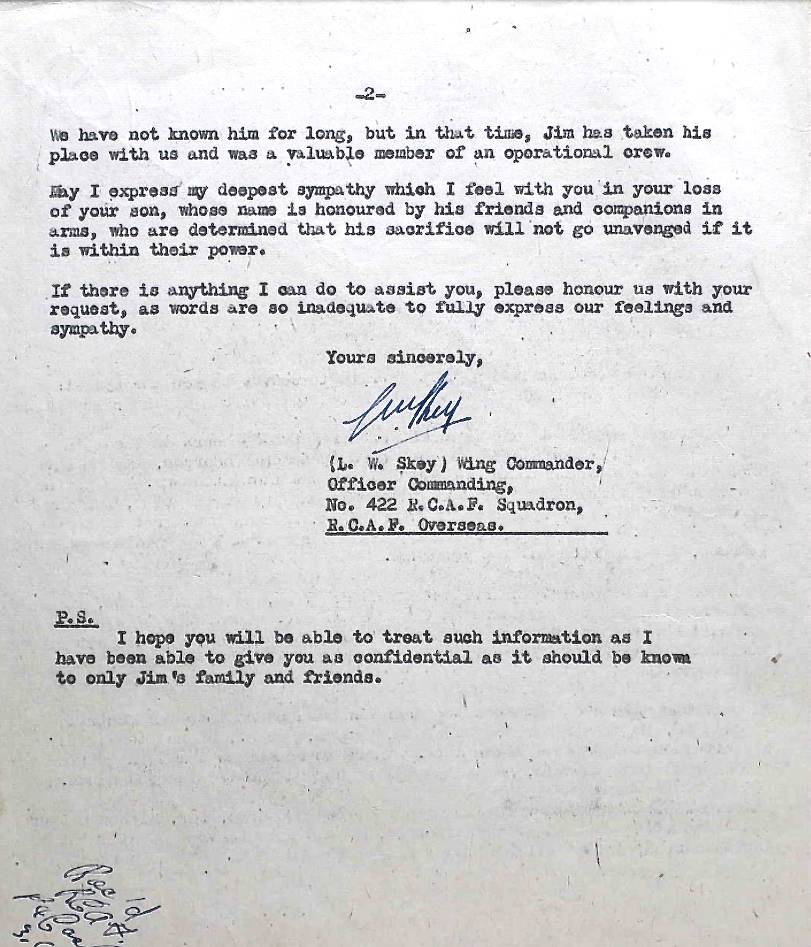 -2-
We have not known him for long, but in that time, Jim has taken his
place with us and was a valuable member of an operational crew.
May I express my deepest sympathy which I feel with you in your loss
of your son, whose name is honoured by his friends and companions in
arms, who are determined that his sacrifice will not go unavenged if it
is within their power.
If there is anything I can do to assist you, please honour us with your
request, as words are so inadequate to fully express our feelings and
sympathy.
Yours sincerely,
(L. W. Skey) Wing Commander,
Officer Commanding,
No. 422 R.C.A.F. Squadron,
R.C.A.F. Overseas.
P.S.
I hope you will be able to treat such information as I
have been able to give you as confidential as it should be known
to only Jim's family and friends.
Rec'd